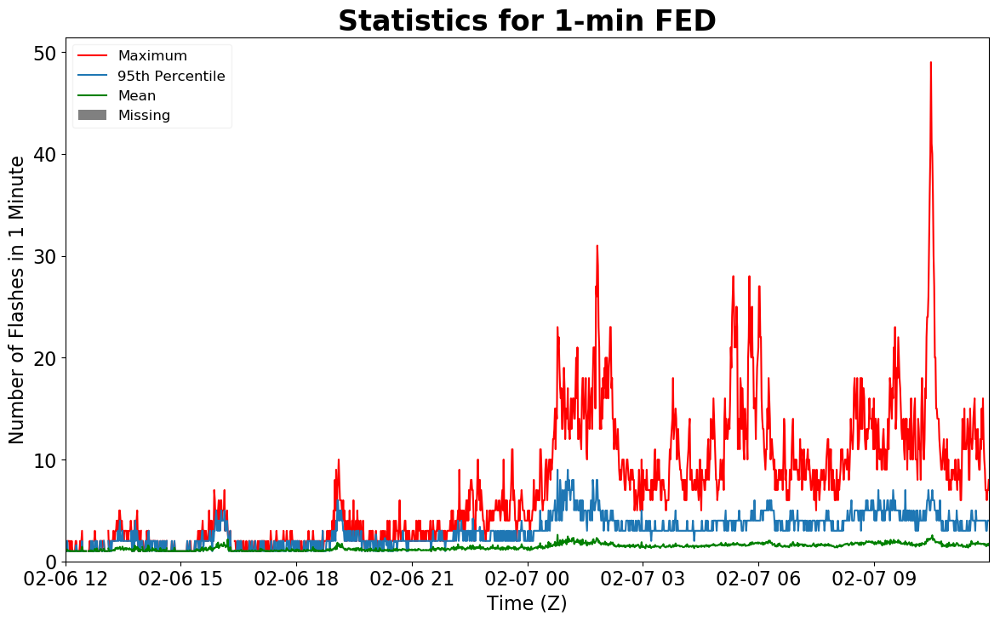 Statistics for 1-min FED
Maximum
95th Percentile
Mean
Missing
Number of Flashes in 1 Minute
50
40
30
20
10
0
02-06 12 02-06 15 02-06 18 02-06 21 02-07 00 02-07 03 02-07 06 02-07 09
Time (Z)